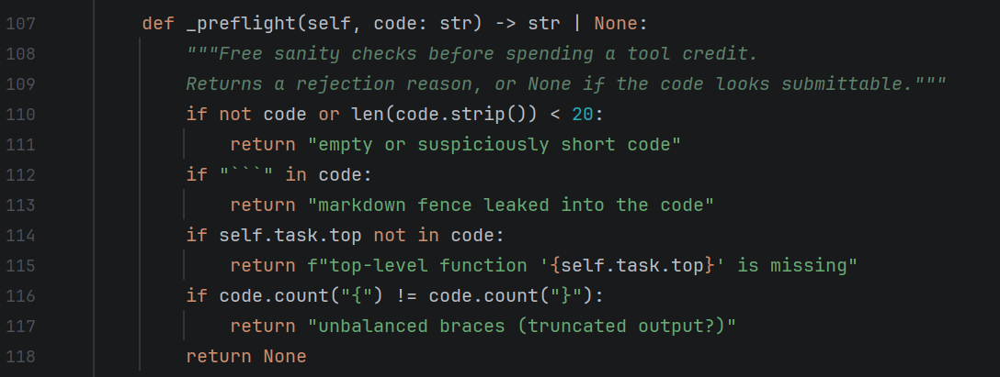 107 def _preflight(self, code: str) -> str | None:
108 """Free sanity checks before spending a tool credit.
109 Returns a rejection reason, or None if the code looks submittable."""
110 if not code or len(code.strip()) < 20:
111 return "empty or suspiciously short code"
112 if "```" in code:
113 return "markdown fence leaked into the code"
114 if self.task.top not in code:
115 return f"top-level function '{self.task.top}' is missing"
116 if code.count("{") != code.count("}"):
117 return "unbalanced braces (truncated output?)"
118 return None